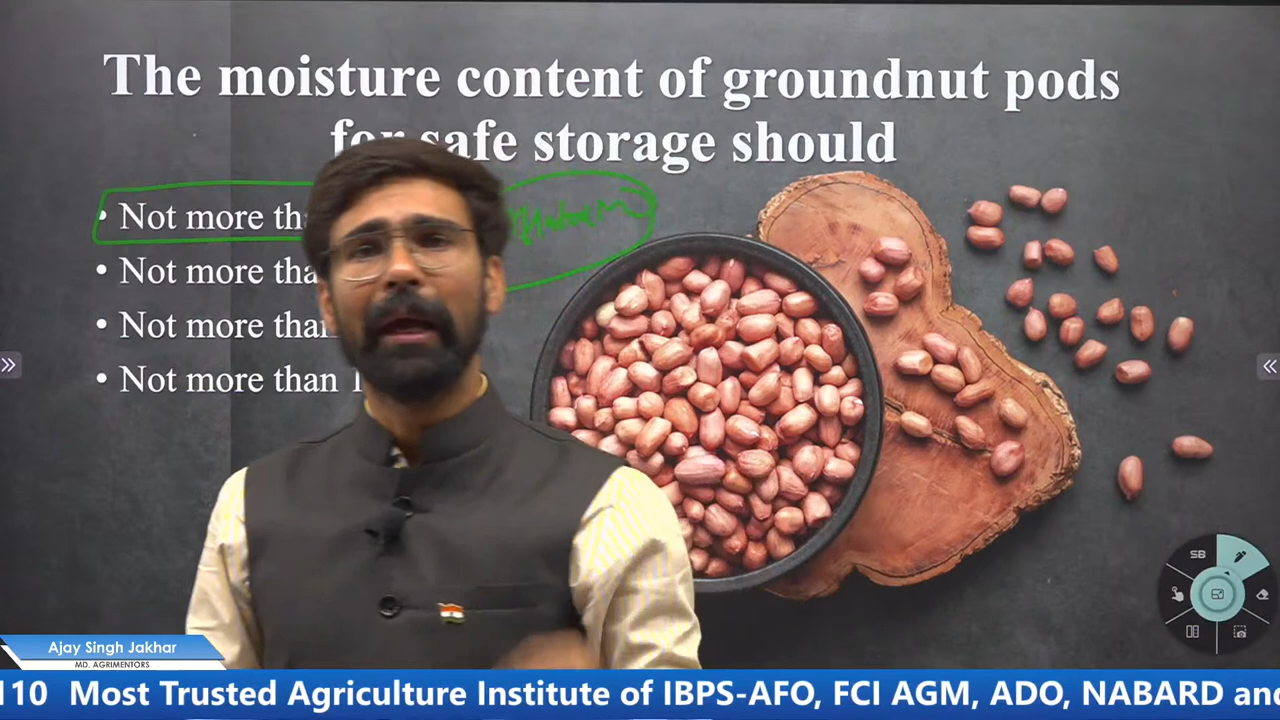 The moisture content of groundnut pods
for safe storage should
• Not more tha
• Not more tha
• Not more than
• Not more than 1
SB
Ajay Singh Jakhar
MD. AGRIMENTORS
110 Most Trusted Agriculture Institute of IBPS-AFO, FCI AGM, ADO, NABARD and